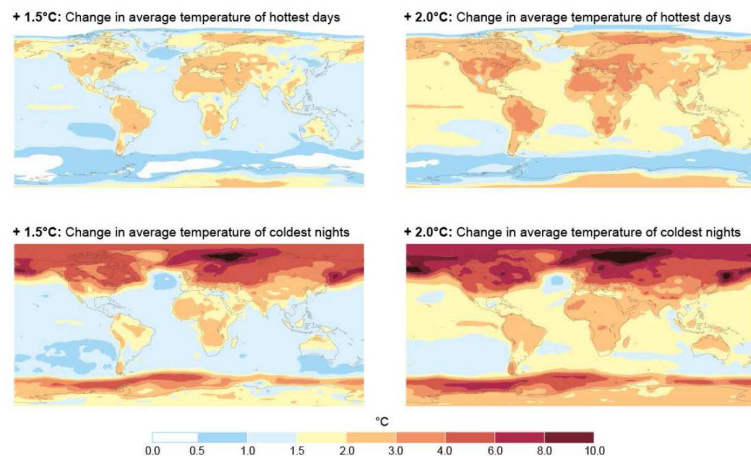 + 1.5°C: Change in average temperature of hottest days
+ 2.0°C: Change in average temperature of hottest days
+ 1.5°C: Change in average temperature of coldest nights
+ 2.0°C: Change in average temperature of coldest nights
°C
0.0 0.5 1.0 1.5 2.0 3.0 4.0 6.0 8.0 10.0